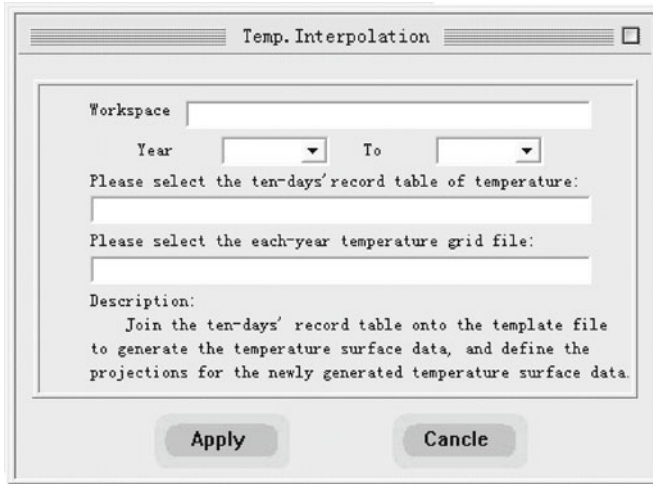 Temp.Interpolation
Workspace
Year To
Please select the ten-days' record table of temperature:
Please select the each-year temperature grid file:
Description:
Join the ten-days' record table onto the template file
to generate the temperature surface data, and define the
projections for the newly generated temperature surface data.
Apply Cancle